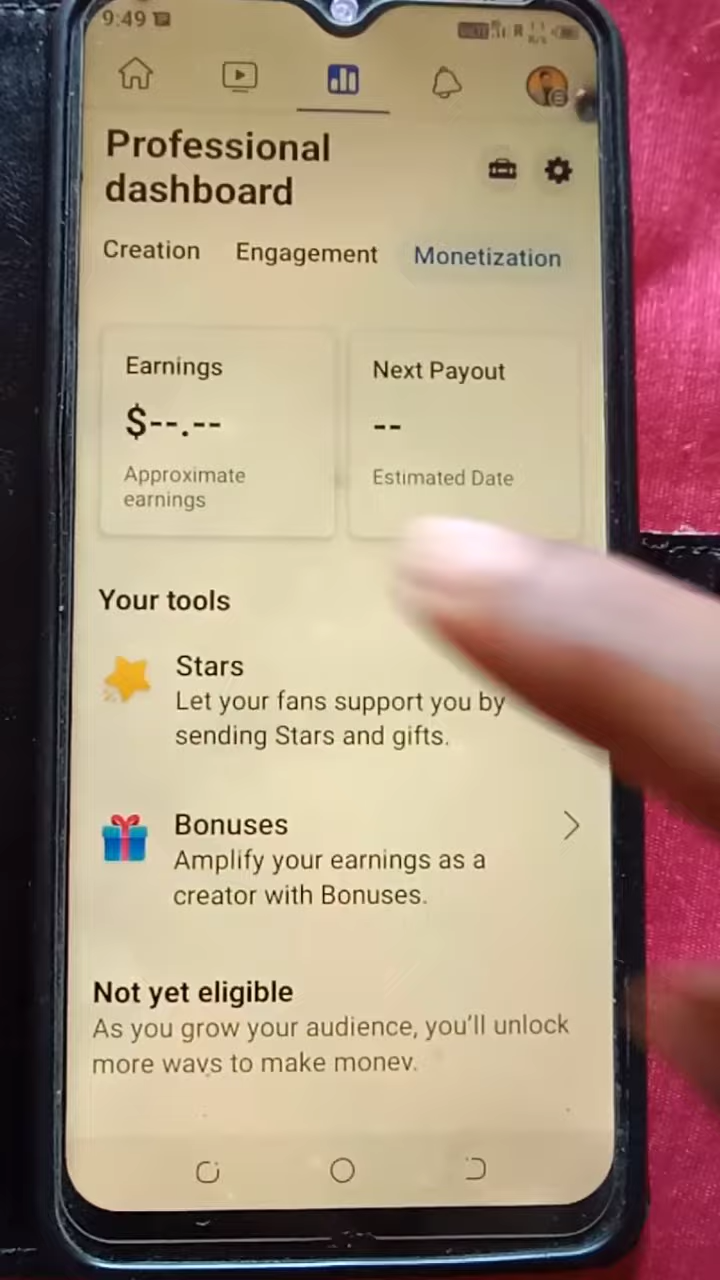 9:49
Professional
dashboard
Creation Engagement Monetization
Earnings
$--.--
Approximate
earnings
Next Payout
--
Estimated Date
Your tools
Stars
Let your fans support you by
sending Stars and gifts.
Bonuses
Amplify your earnings as a
creator with Bonuses.
Not yet eligible
As you grow your audience, you'll unlock
more ways to make money.